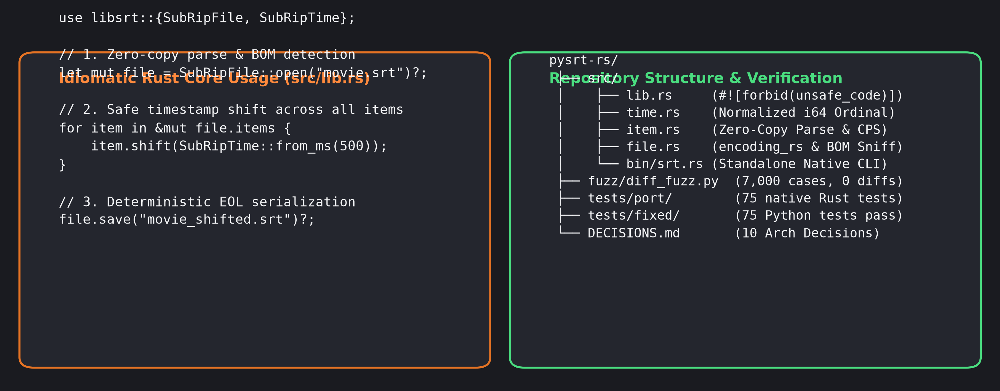 use libsrt::{SubRipFile, SubRipTime};
// 1. Zero-copy parse & BOM detection
let mut file = SubRipFile::open("movie.srt")?;
Idiomatic Rust Core Usage (src/lib.rs)
// 2. Safe timestamp shift across all items
for item in &mut file.items {
    item.shift(SubRipTime::from_ms(500));
}
// 3. Deterministic EOL serialization
file.save("movie_shifted.srt")?;
pysrt-rs/
├── src/
Repository Structure & Verification
│    ├── lib.rs     (#![forbid(unsafe_code)])
│    ├── time.rs    (Normalized i64 Ordinal)
│    ├── item.rs    (Zero-Copy Parse & CPS)
│    ├── file.rs    (encoding_rs & BOM Sniff)
│    └── bin/srt.rs (Standalone Native CLI)
├── fuzz/diff_fuzz.py  (7,000 cases, 0 diffs)
├── tests/port/        (75 native Rust tests)
├── tests/fixed/       (75 Python tests pass)
└── DECISIONS.md       (10 Arch Decisions)